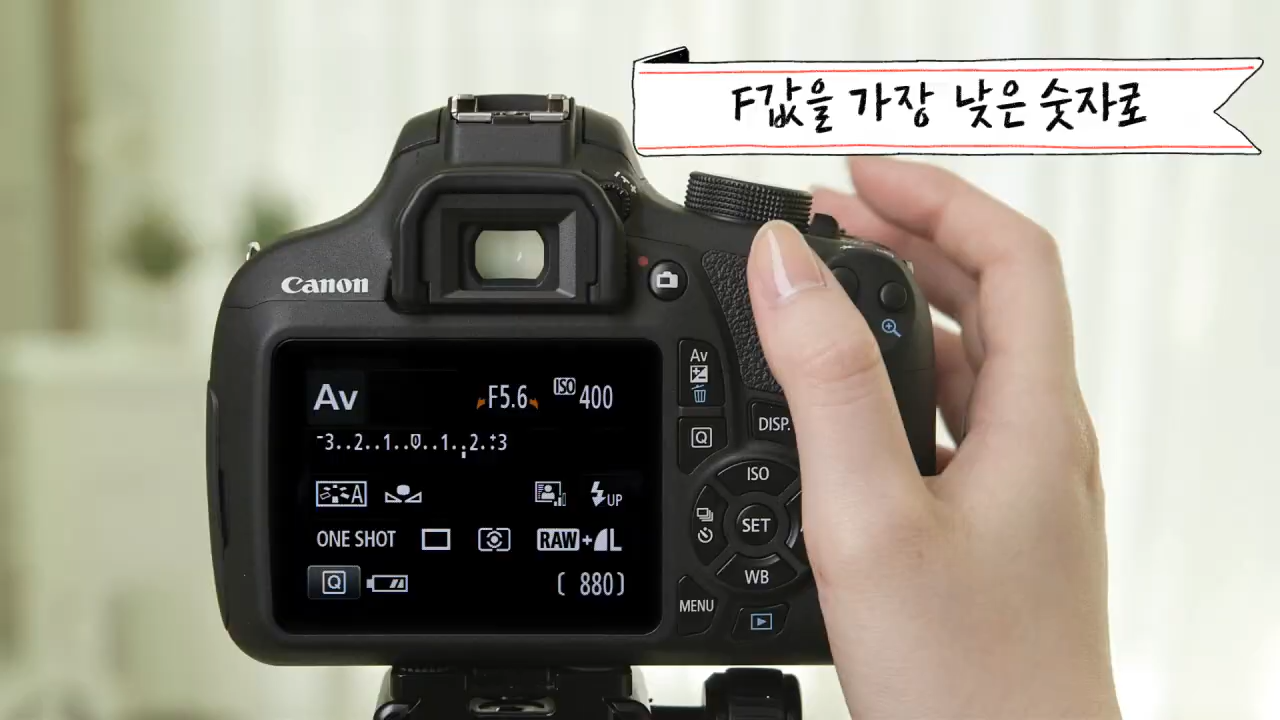 F값을 가장 낮은 숫자로
Canon
Av
F5.6
ISO 400
-3..2..1..0..1..2.+3
A
UP
ONE SHOT
RAW+L
Q
(880)
Av
Q
DISP.
ISO
SET
WB
MENU